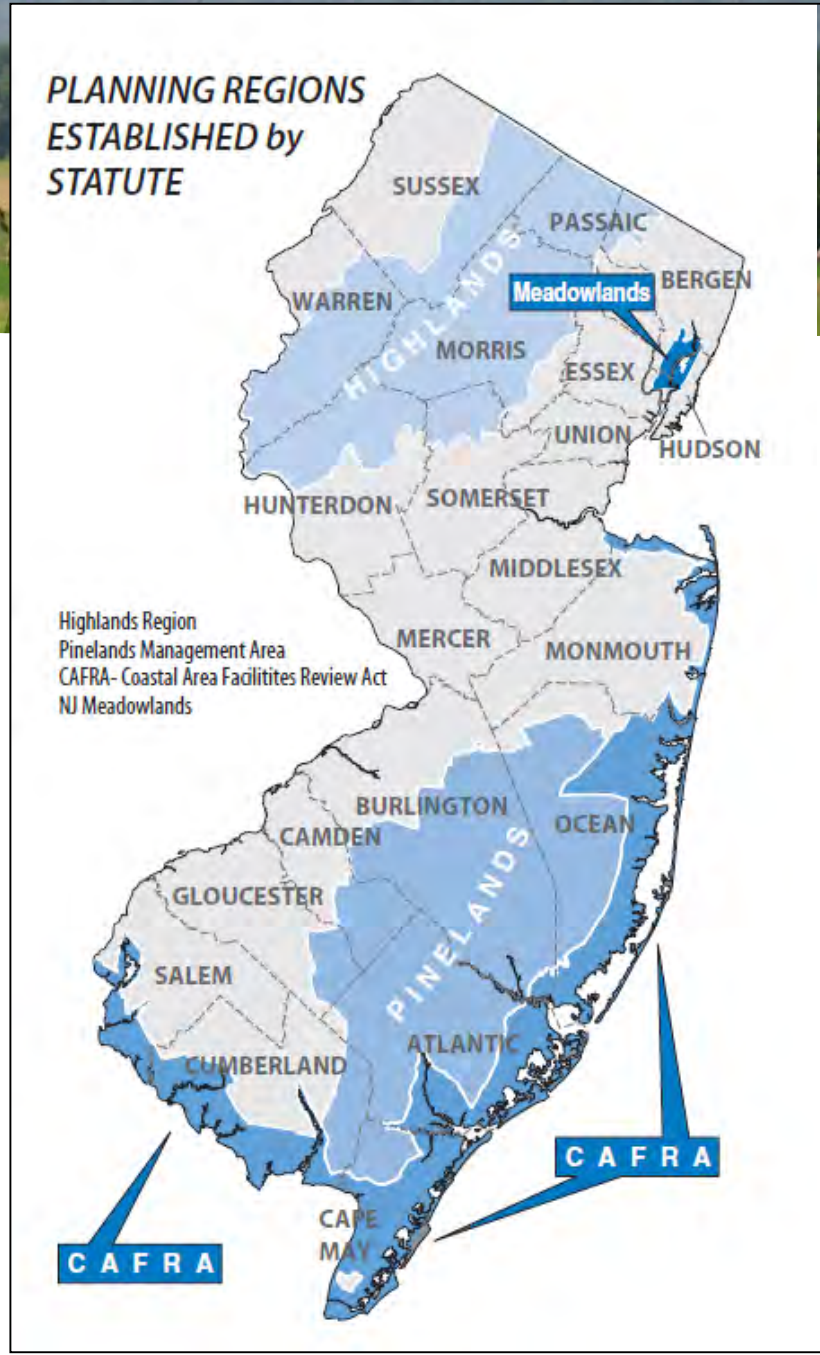 PLANNING REGIONS
ESTABLISHED by
STATUTE
SUSSEX
PASSAIC
BERGEN
WARREN
Meadowlands
HIGHLANDS
MORRIS
ESSEX
UNION
HUDSON
HUNTERDON
SOMERSET
MIDDLESEX
MERCER
MONMOUTH
Highlands Region
Pinelands Management Area
CAFRA- Coastal Area Facilitites Review Act
NJ Meadowlands
BURLINGTON
OCEAN
CAMDEN
GLOUCESTER
PINELANDS
SALEM
ATLANTIC
CUMBERLAND
CAFRA
CAPE
MAY
CAFRA